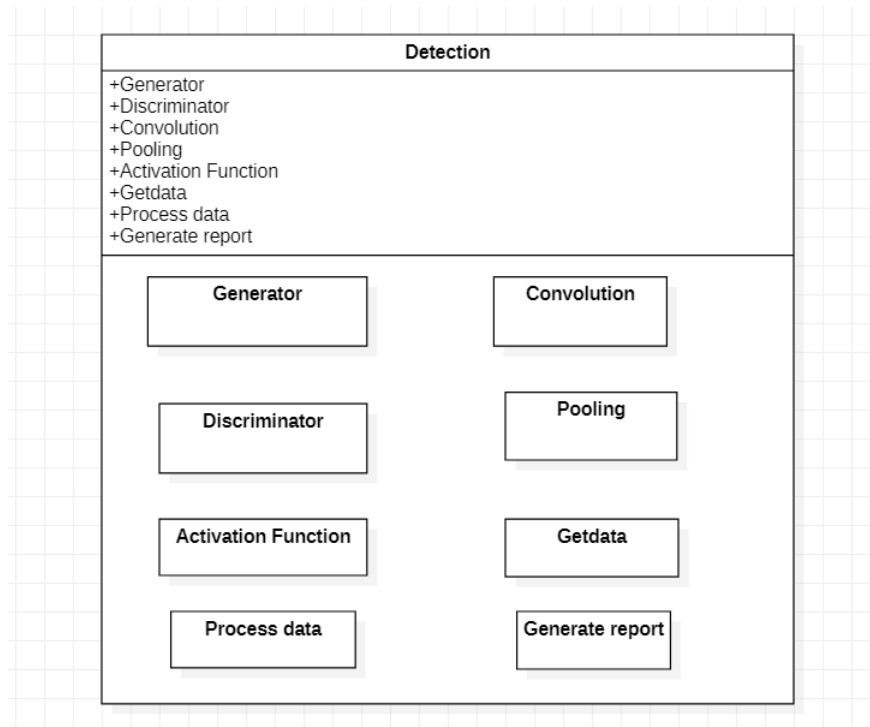 Detection
+Generator
+Discriminator
+Convolution
+Pooling
+Activation Function
+Getdata
+Process data
+Generate report
Generator
Convolution
Discriminator
Pooling
Activation Function
Getdata
Process data
Generate report